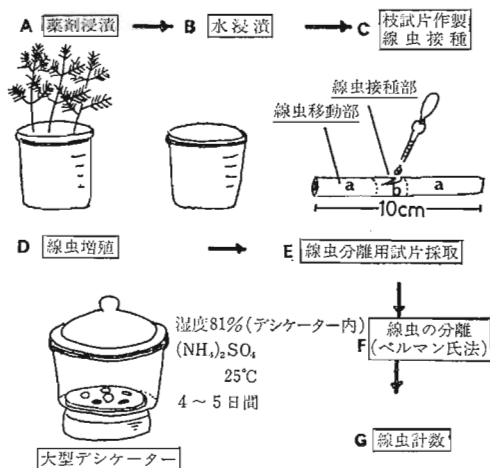 A 薬剤浸漬 → B 水浸漬 → C 枝試片作製
線虫接種
線虫接種部
線虫移動部
a b a
10cm
D 線虫増殖 → E 線虫分離用試片採取
湿度81%(デシケーター内)
(NH₄)₂SO₄
25℃
4~5日間
大型デシケーター
F 線虫の分離
(ベルマン氏法)
G 線虫計数